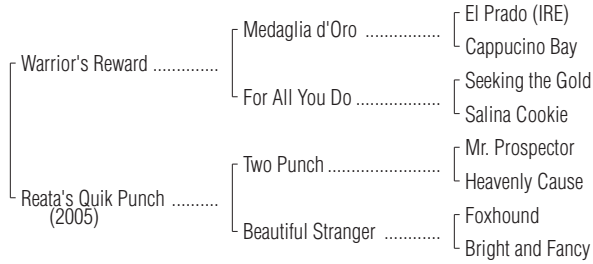 El Prado (IRE)
Medaglia d'Oro ..................
Cappucino Bay
Warrior's Reward ..............
Seeking the Gold
For All You Do ...................
Salina Cookie
Mr. Prospector
Two Punch .........................
Heavenly Cause
Reata's Quik Punch ..........
(2005)
Foxhound
Beautiful Stranger ............
Bright and Fancy